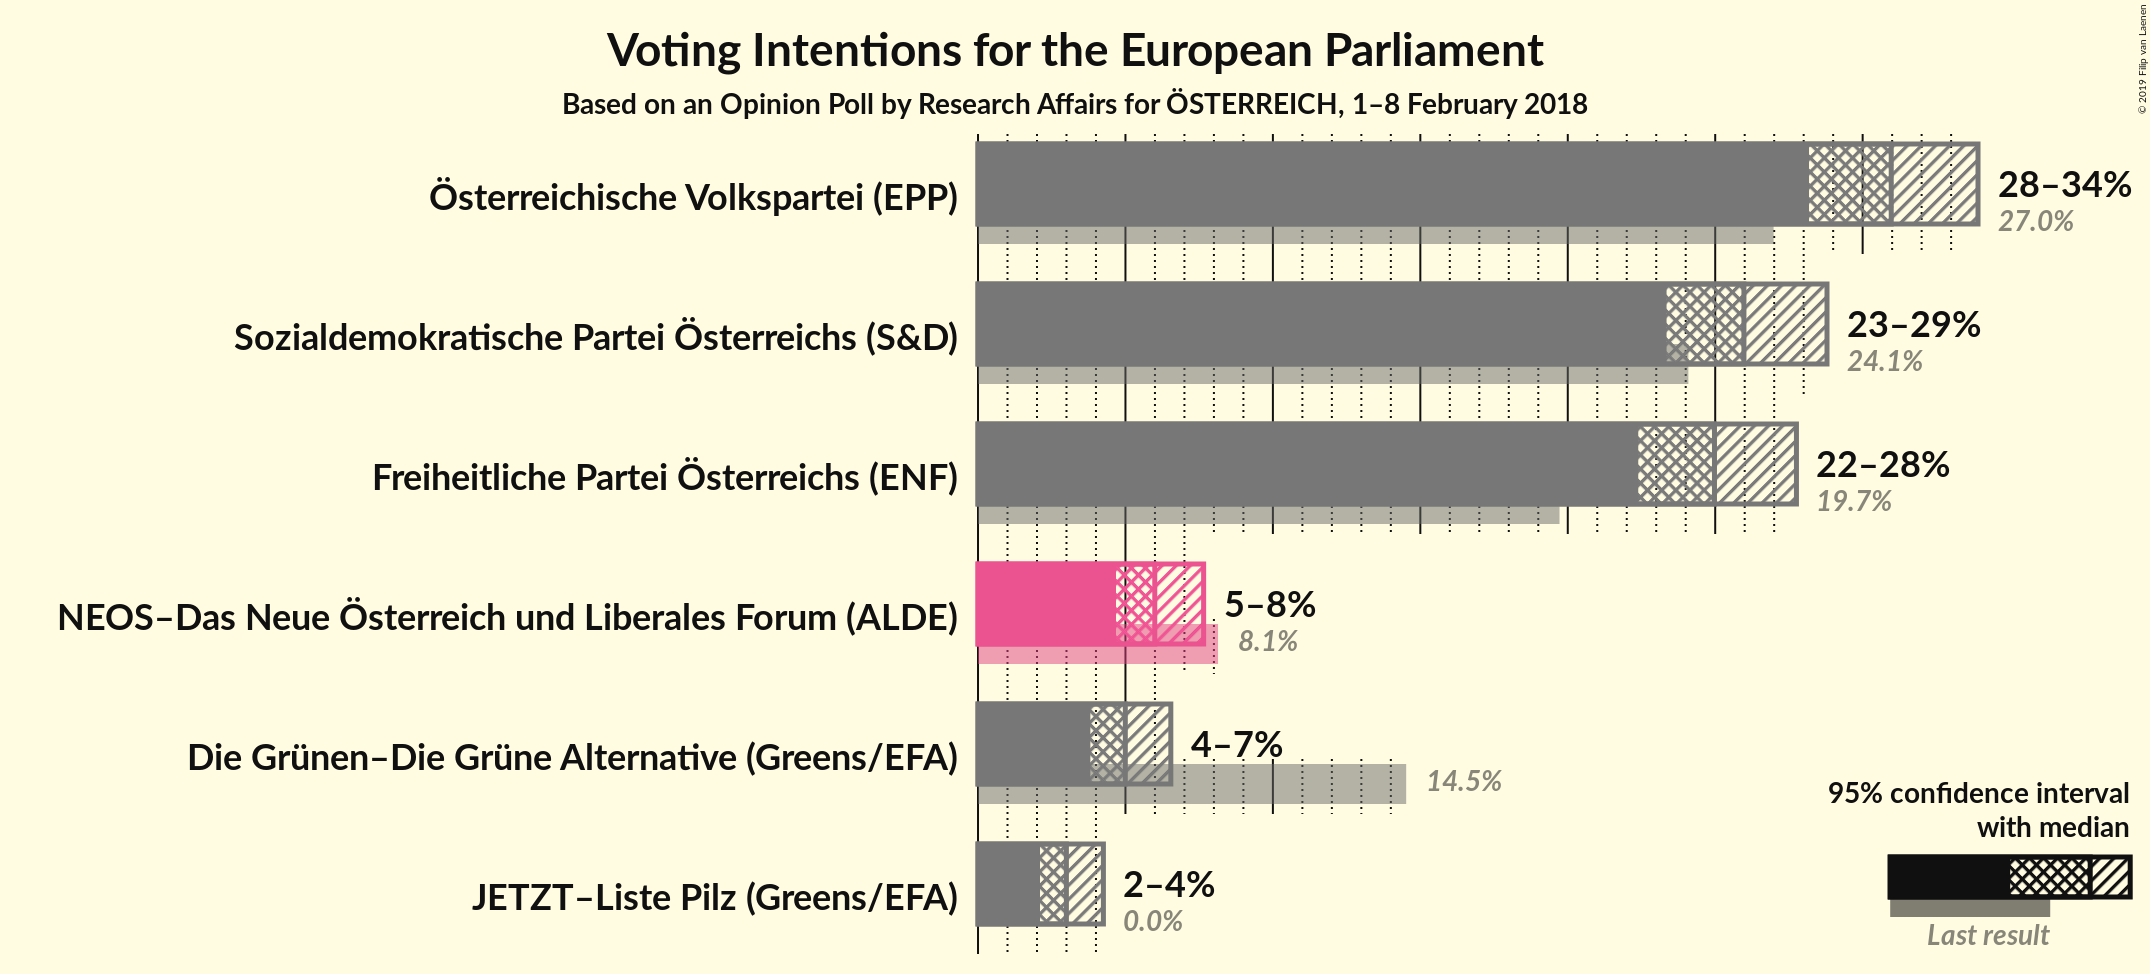 Voting Intentions for the European Parliament
Based on an Opinion Poll by Research Affairs for ÖSTERREICH, 1–8 February 2018
© 2019 Filip van Laenen
Österreichische Volkspartei (EPP)
28–34%
27.0%
Sozialdemokratische Partei Österreichs (S&D)
23–29%
24.1%
Freiheitliche Partei Österreichs (ENF)
22–28%
19.7%
NEOS–Das Neue Österreich und Liberales Forum (ALDE)
5–8%
8.1%
Die Grünen–Die Grüne Alternative (Greens/EFA)
4–7%
14.5%
JETZT–Liste Pilz (Greens/EFA)
2–4%
0.0%
95% confidence interval
with median
Last result